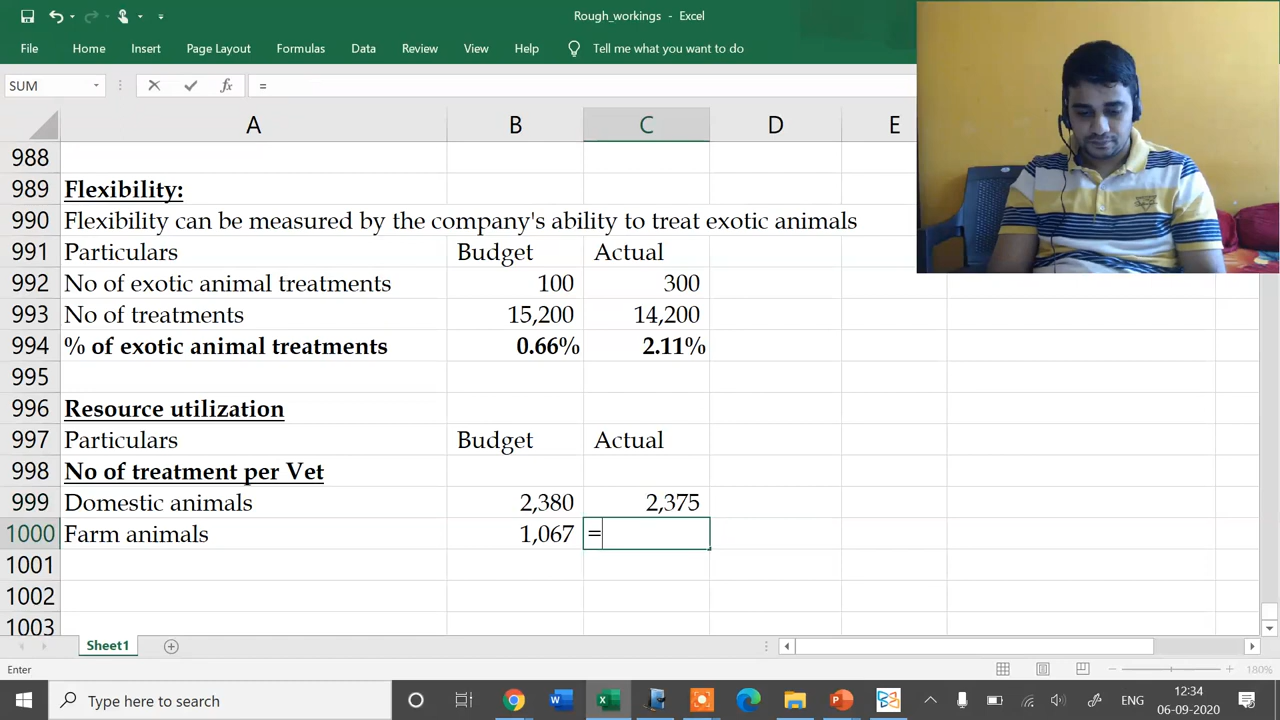 Rough_workings - Excel
File Home Insert Page Layout Formulas Data Review View Help Tell me what you want to do
SUM fx =
A B C D E
988
989 Flexibility:
990 Flexibility can be measured by the company's ability to treat exotic animals
991 Particulars Budget Actual
992 No of exotic animal treatments 100 300
993 No of treatments 15,200 14,200
994 % of exotic animal treatments 0.66% 2.11%
995
996 Resource utilization
997 Particulars Budget Actual
998 No of treatment per Vet
999 Domestic animals 2,380 2,375
1000 Farm animals 1,067 =
1001
1002
1003
Sheet1
Enter 180%
Type here to search ENG 12:34
06-09-2020